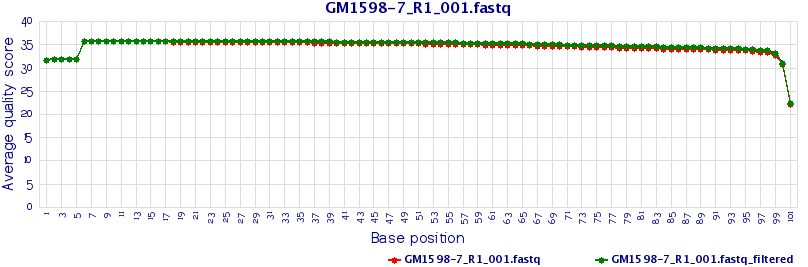 GM1598-7_R1_001.fastq
Average quality score
40
35
30
25
20
15
10
5
0
1 3 5 7 9 11 13 15 17 19 21 23 25 27 29 31 33 35 37 39 41 43 45 47 49 51 53 55 57 59 61 63 65 67 69 71 73 75 77 79 81 83 85 87 89 91 93 95 97 99 101
Base position
GM1598-7_R1_001.fastq GM1598-7_R1_001.fastq_filtered